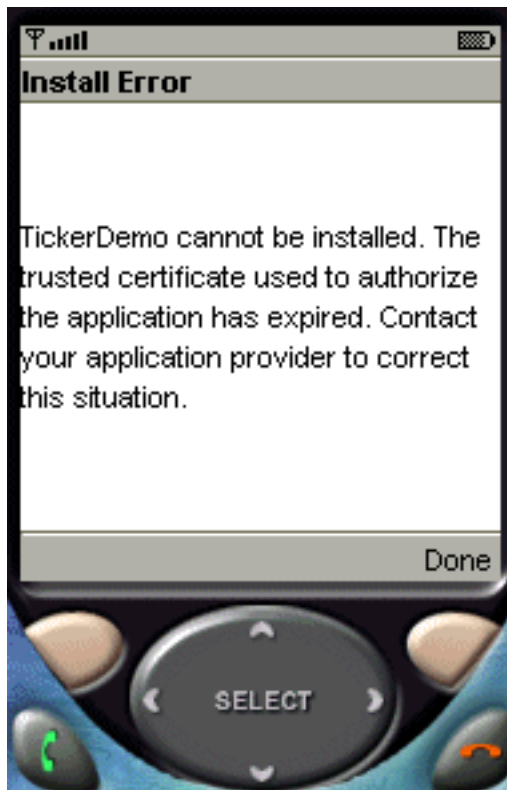 Install Error
TickerDemo cannot be installed. The
trusted certificate used to authorize
the application has expired. Contact
your application provider to correct
this situation.
Done
SELECT